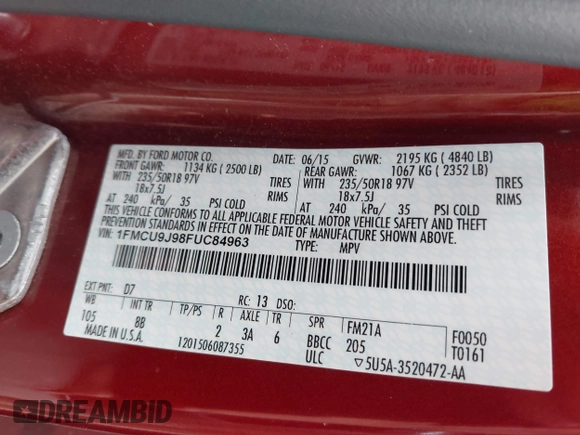 MFD. BY FORD MOTOR CO.
DATE: 06/15 GVWR: 2195 KG ( 4840 LB)
FRONT GAWR: 1134 KG ( 2500 LB)
REAR GAWR: 1067 KG ( 2352 LB)
WITH 235/50R18 97V TIRES
WITH 235/50R18 97V TIRES
18x7.5J RIMS
18x7.5J RIMS
AT 240 kPa/ 35 PSI COLD
AT 240 kPa/ 35 PSI COLD
THIS VEHICLE CONFORMS TO ALL APPLICABLE FEDERAL MOTOR VEHICLE SAFETY AND THEFT
PREVENTION STANDARDS IN EFFECT ON THE DATE OF MANUFACTURE SHOWN ABOVE.
VIN: 1FMCU9J98FUC84963
TYPE: MPV
EXT PNT: D7 RC: 13 DSO:
WB INT TR TP/PS R AXLE TR SPR FM21A F0050
105 8B 2 3A 6 BBCC 205 T0161
MADE IN U.S.A. 1201506087355 ULC ▽5U5A-3520472-AA
DREAMBID